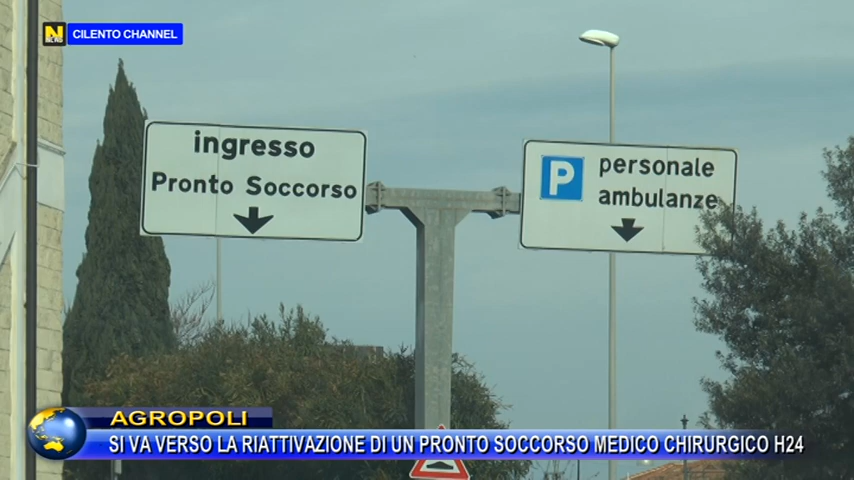 N
NEWS
CILENTO CHANNEL
ingresso
Pronto Soccorso
P
personale
ambulanze
AGROPOLI
SI VA VERSO LA RIATTIVAZIONE DI UN PRONTO SOCCORSO MEDICO CHIRURGICO H24